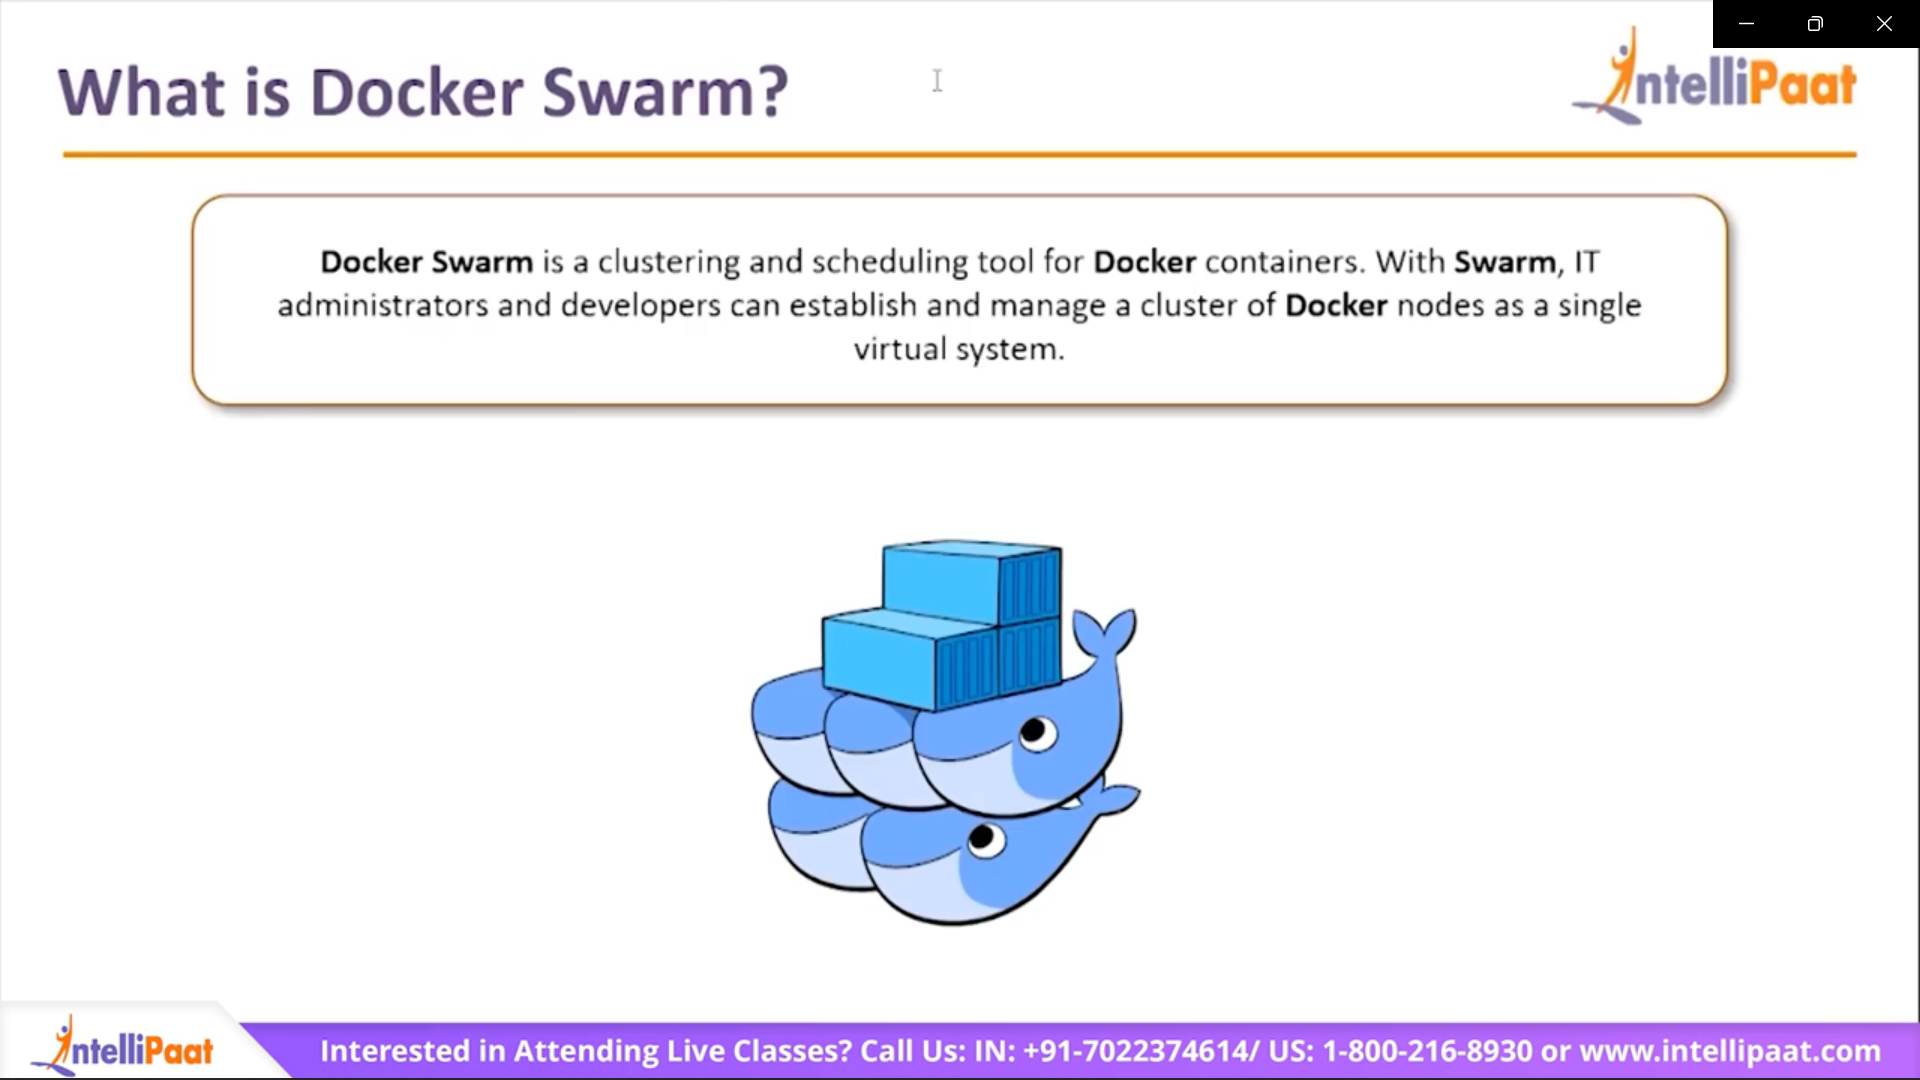 What is Docker Swarm?
IntelliPaat
Docker Swarm is a clustering and scheduling tool for Docker containers. With Swarm, IT
administrators and developers can establish and manage a cluster of Docker nodes as a single
virtual system.
IntelliPaat
Interested in Attending Live Classes? Call Us: IN: +91-7022374614/ US: 1-800-216-8930 or www.intellipaat.com